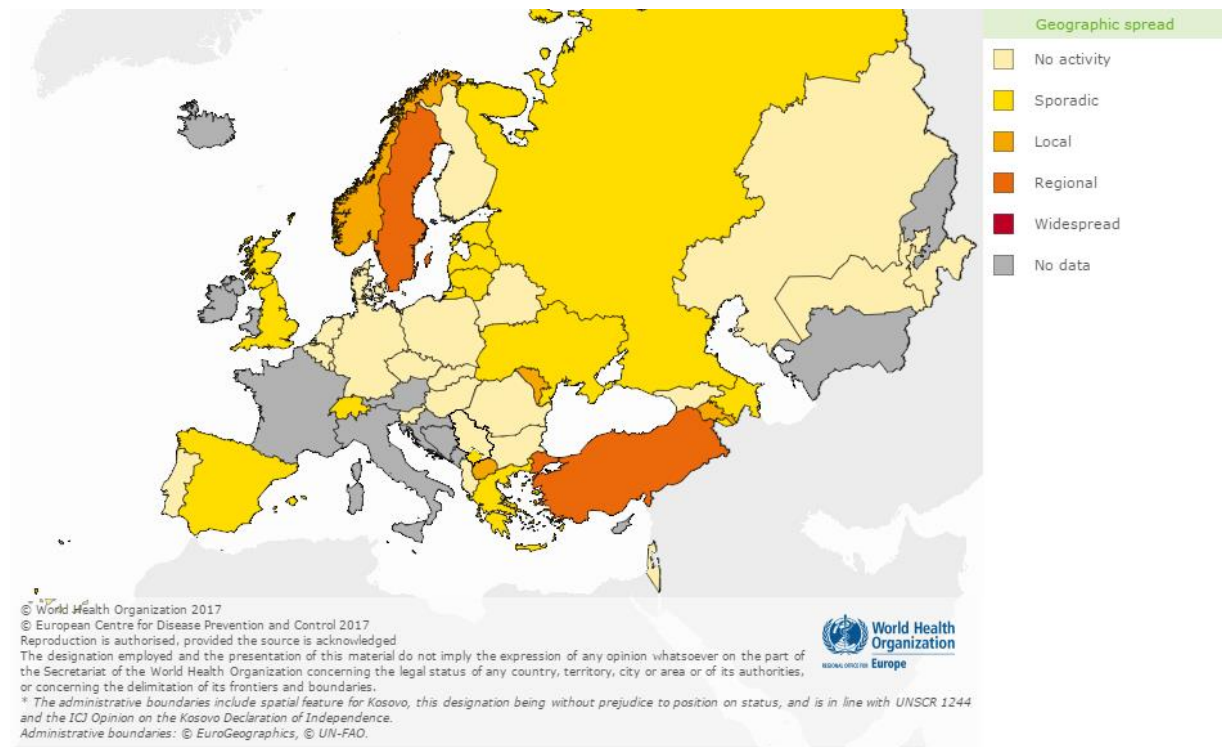 Geographic spread
No activity
Sporadic
Local
Regional
Widespread
No data
© World Health Organization 2017
© European Centre for Disease Prevention and Control 2017
Reproduction is authorised, provided the source is acknowledged
The designation employed and the presentation of this material do not imply the expression of any opinion whatsoever on the part of
the Secretariat of the World Health Organization concerning the legal status of any country, territory, city or area or of its authorities,
or concerning the delimitation of its frontiers and boundaries.
* The administrative boundaries include spatial feature for Kosovo, this designation being without prejudice to position on status, and is in line with UNSCR 1244
and the ICJ Opinion on the Kosovo Declaration of Independence.
Administrative boundaries: © EuroGeographics, © UN-FAO.
World Health
Organization
REGIONAL OFFICE FOR Europe